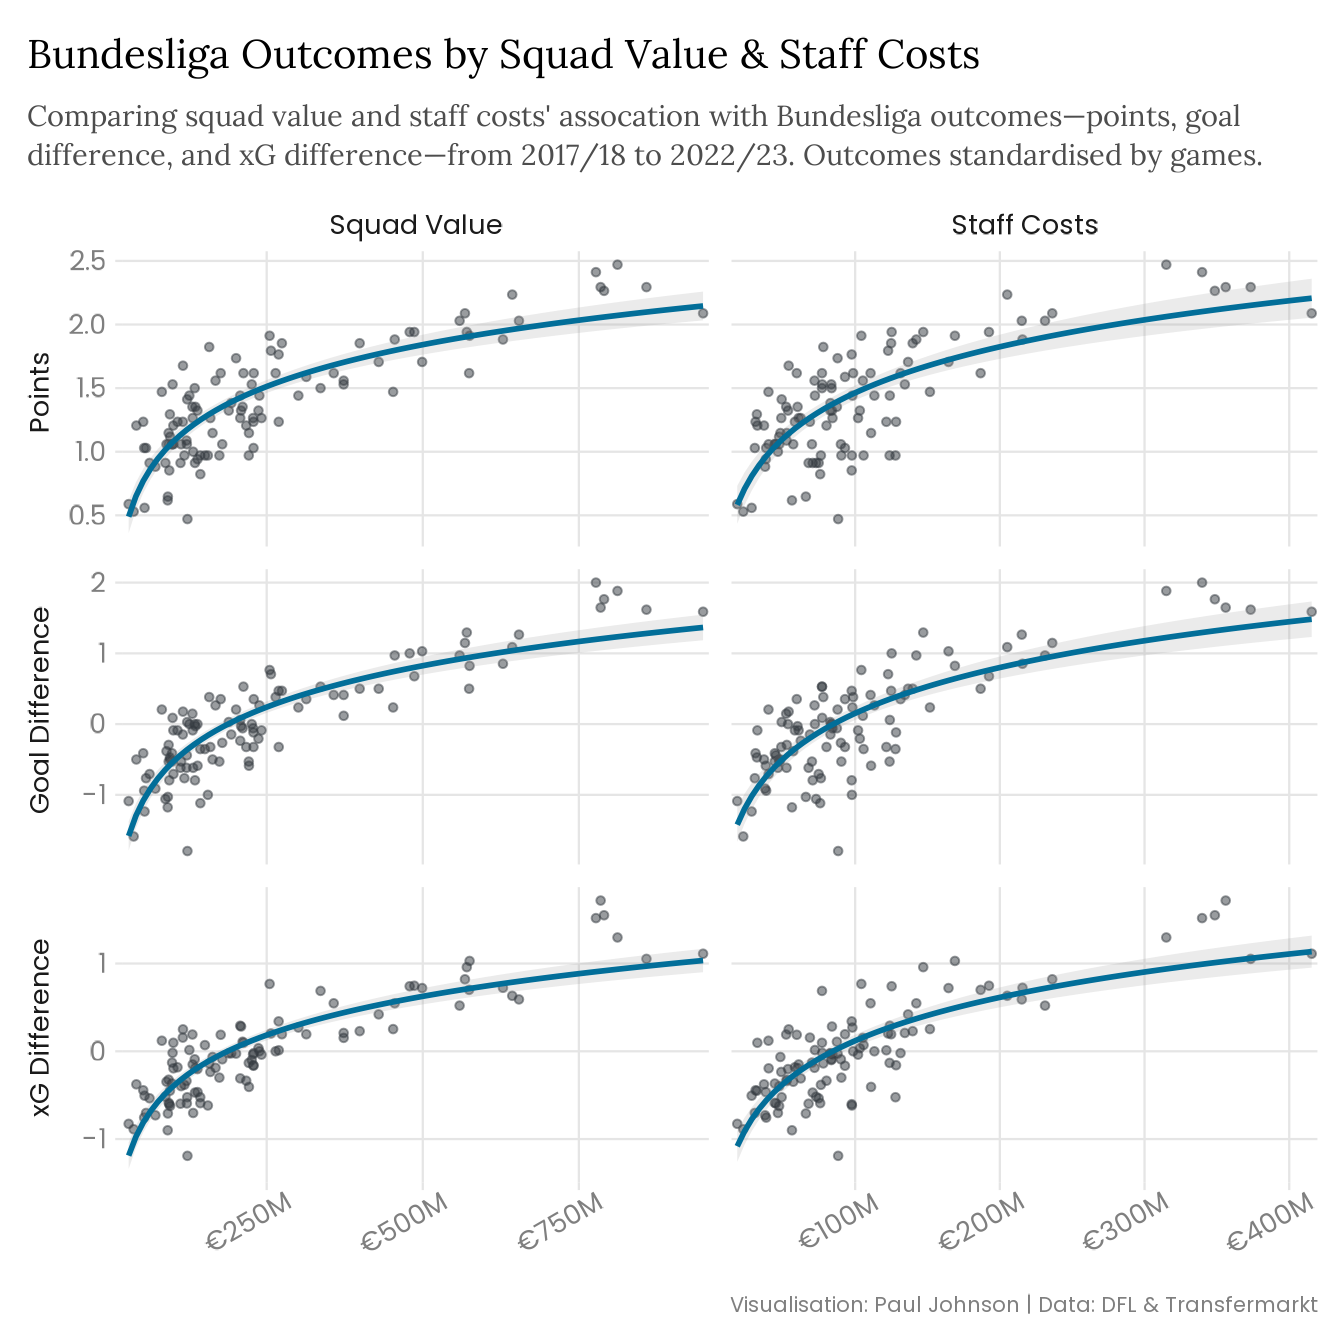 Bundesliga Outcomes by Squad Value & Staff Costs
Comparing squad value and staff costs' assocation with Bundesliga outcomes—points, goal
difference, and xG difference—from 2017/18 to 2022/23. Outcomes standardised by games.
Squad Value
Staff Costs
Points
2.5
2.0
1.5
1.0
0.5
Goal Difference
2
1
0
−1
xG Difference
1
0
−1
€250M
€500M
€750M
€100M
€200M
€300M
€400M
Visualisation: Paul Johnson | Data: DFL & Transfermarkt